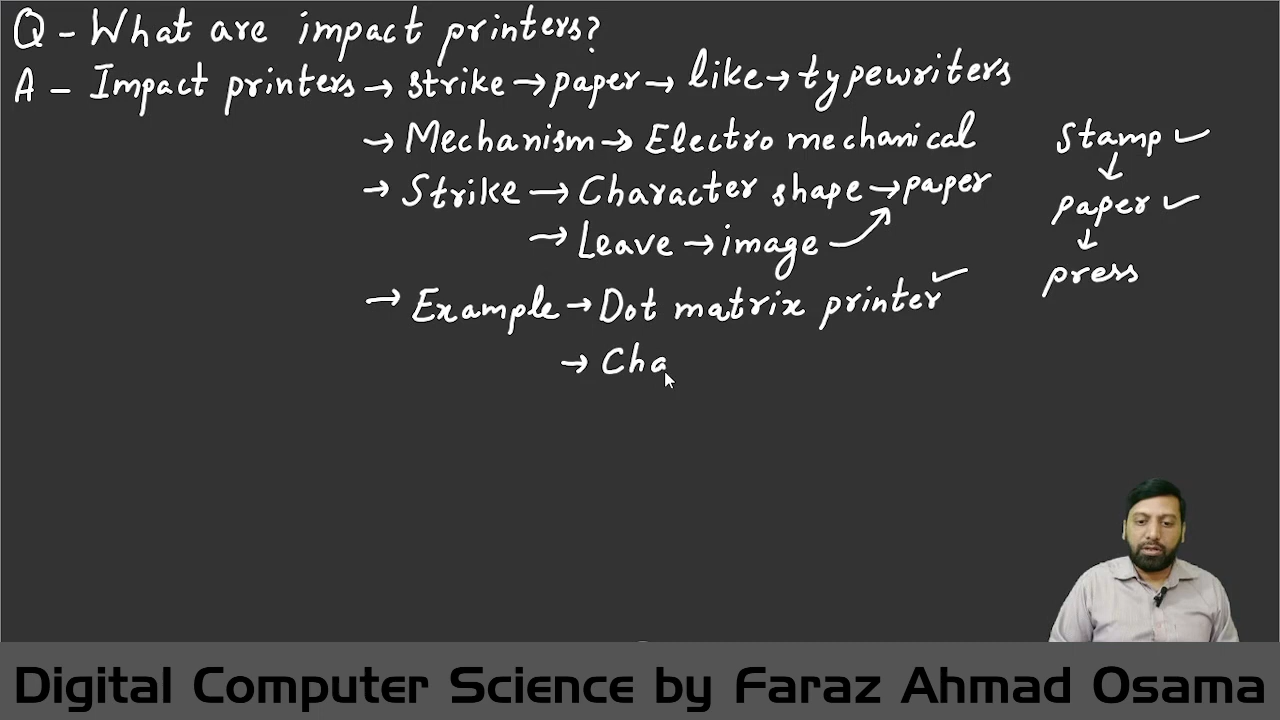 Q - What are impact printers?
A - Impact printers → strike → paper → like → typewriters
→ Mechanism → Electro mechanical
→ Strike → Character shape → paper
→ Leave → image
→ Example → Dot matrix printer ✓
→ Cha
Stamp ✓
↓
paper ✓
↓
press
Digital Computer Science by Faraz Ahmad Osama